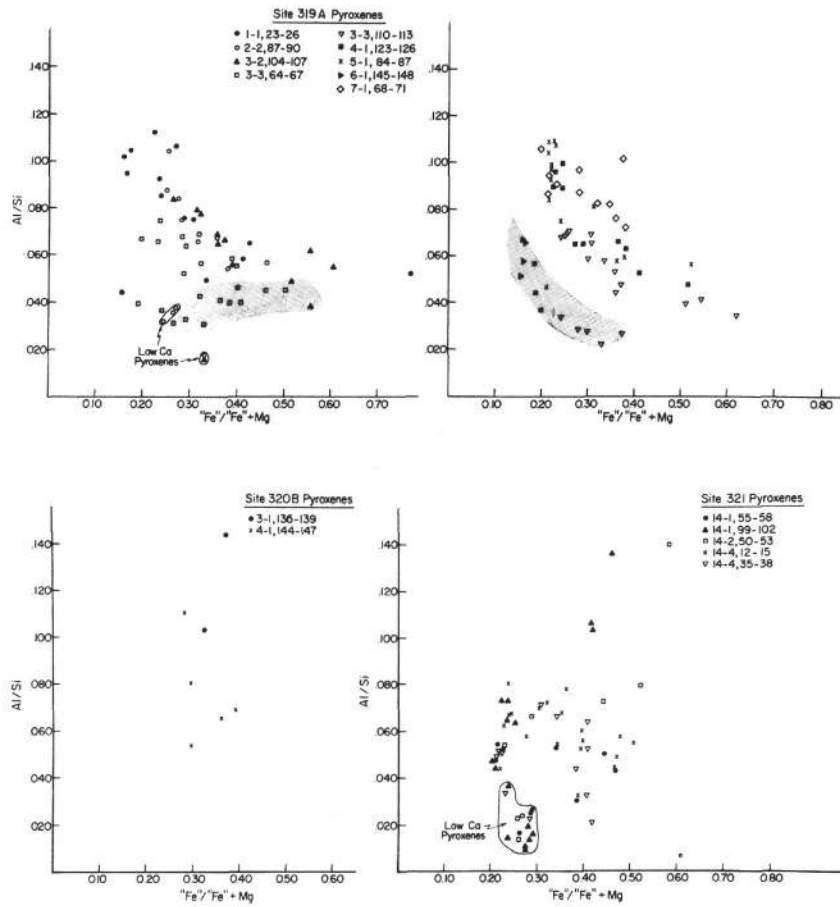 Site 319A Pyroxenes
• 1-1, 23-26
○ 2-2, 87-90
▲ 3-2, 104-107
□ 3-3, 64-67
▽ 3-3, 110-113
■ 4-1, 123-126
x 5-1, 84-87
▶ 6-1, 145-148
◇ 7-1, 68-71
.140
.120
.100
.080
.060
.040
.020
Al/Si
Low Ca
Pyroxenes
0.10 0.20 0.30 0.40 0.50 0.60 0.70
"Fe"/"Fe"+Mg
.140
.120
.100
.080
.060
.040
.020
0.10 0.20 0.30 0.40 0.50 0.60 0.70 0.80
"Fe"/"Fe"+Mg
Site 320B Pyroxenes
• 3-1, 136-139
x 4-1, 144-147
.140
.120
.100
.080
.060
.040
.020
Al/Si
0.10 0.20 0.30 0.40 0.50 0.60 0.70
"Fe"/"Fe"+Mg
Site 321 Pyroxenes
• 14-1, 55-58
▲ 14-1, 99-102
□ 14-2, 50-53
x 14-4, 12-15
▽ 14-4, 35-38
.140
.120
.100
.080
.060
.040
.020
Al/Si
Low Ca
Pyroxenes
0.10 0.20 0.30 0.40 0.50 0.60 0.70 0.80
"Fe"/"Fe"+Mg